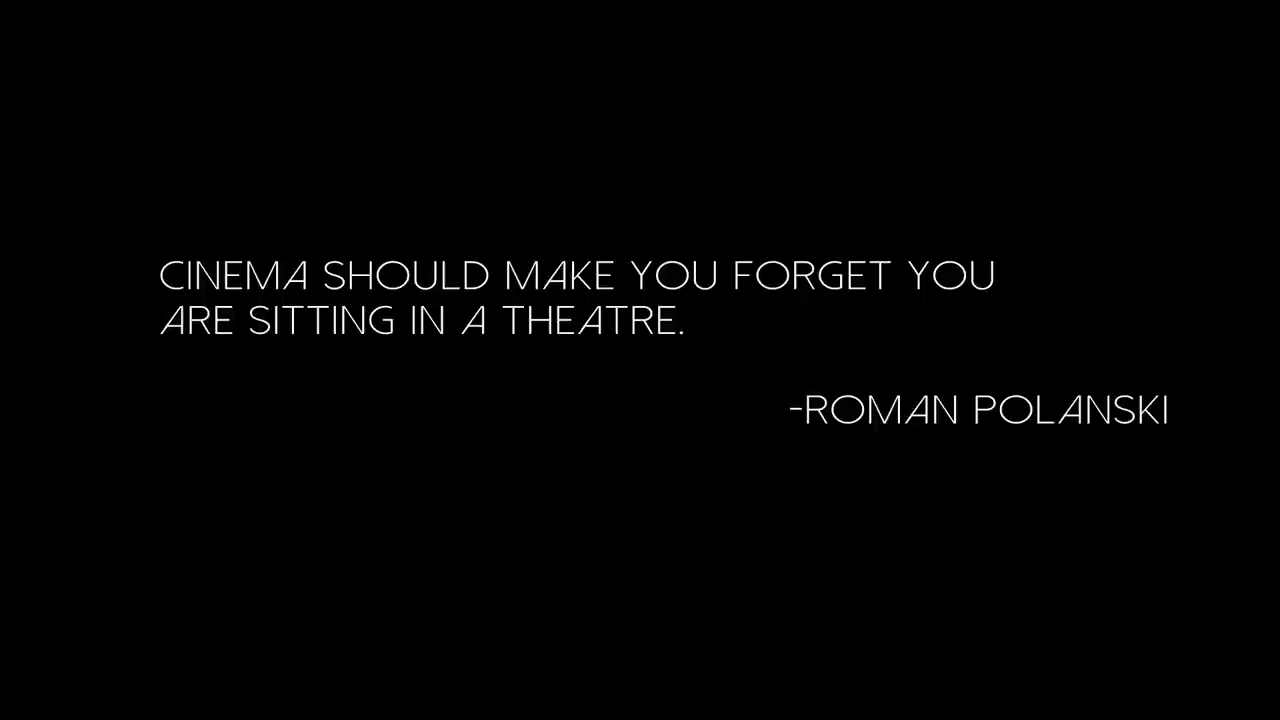 CINEMA SHOULD MAKE YOU FORGET YOU
ARE SITTING IN A THEATRE.
-ROMAN POLANSKI